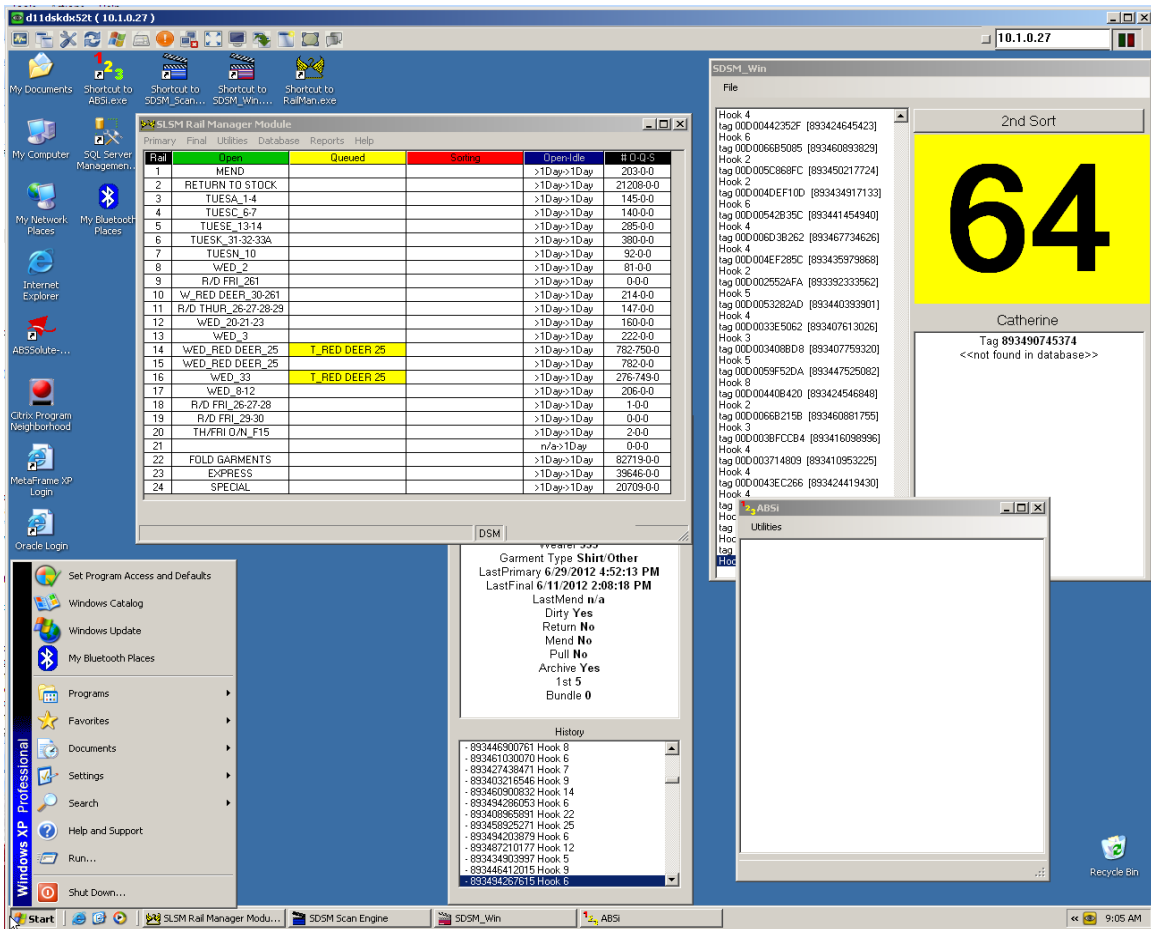 d11dskdx52t ( 10.1.0.27 )
10.1.0.27
My Documents
Shortcut to ABSi.exe
Shortcut to SDSM_Scan...
Shortcut to SDSM_Win....
Shortcut to RailMan.exe
My Computer
SQL Server Managemen...
My Network Places
My Bluetooth Places
Internet Explorer
ABSSolute-...
Citrix Program Neighborhood
MetaFrame XP Login
Oracle Login
SLSM Rail Manager Module
Primary Final Utilities Database Reports Help
Rail Open Queued Sorting Open-Idle # O-Q-S
1 MEND >1Day->1Day 203-0-0
2 RETURN TO STOCK >1Day->1Day 21208-0-0
3 TUESA_1-4 >1Day->1Day 145-0-0
4 TUESC_6-7 >1Day->1Day 140-0-0
5 TUESE_13-14 >1Day->1Day 285-0-0
6 TUESK_31-32-33A >1Day->1Day 380-0-0
7 TUESN_10 >1Day->1Day 92-0-0
8 WED_2 >1Day->1Day 81-0-0
9 R/D FRI_261 >1Day->1Day 0-0-0
10 W_RED DEER_30-261 >1Day->1Day 214-0-0
11 R/D THUR_26-27-28-29 >1Day->1Day 147-0-0
12 WED_20-21-23 >1Day->1Day 160-0-0
13 WED_3 >1Day->1Day 222-0-0
14 WED_RED DEER_25 T_RED DEER 25 >1Day->1Day 782-750-0
15 WED_RED DEER_25 >1Day->1Day 782-0-0
16 WED_33 T_RED DEER 25 >1Day->1Day 276-749-0
17 WED_8-12 >1Day->1Day 206-0-0
18 R/D FRI_26-27-28 >1Day->1Day 1-0-0
19 R/D FRI_29-30 >1Day->1Day 0-0-0
20 TH/FRI O/N_F15 >1Day->1Day 2-0-0
21 n/a->1Day 0-0-0
22 FOLD GARMENTS >1Day->1Day 82719-0-0
23 EXPRESS >1Day->1Day 39646-0-0
24 SPECIAL >1Day->1Day 20709-0-0
DSM
SDSM_Win
File
Hook 4
tag 00D00442352F [893424645423]
Hook 6
tag 00D0066B5085 [893460893829]
Hook 2
tag 00D005C868FC [893450217724]
Hook 2
tag 00D004DEF10D [893434917133]
Hook 6
tag 00D00542B35C [893441454940]
Hook 4
tag 00D006D3B262 [893467734626]
Hook 4
tag 00D004EF285C [893435979868]
Hook 2
tag 00D002552AFA [893392333562]
Hook 5
tag 00D0053282AD [893440393901]
Hook 4
tag 00D0033E5062 [893407613026]
Hook 3
tag 00D003408BD8 [893407759320]
Hook 5
tag 00D0059F52DA [893447525082]
Hook 8
tag 00D00440B420 [893424546848]
Hook 2
tag 00D0066B215B [893460881755]
Hook 3
tag 00D003BFCCB4 [893416098996]
Hook 4
tag 00D003714809 [893410953225]
Hook 4
tag 00D0043EC266 [893424419430]
Hook 4
tag
Hoo
tag
Hoo
tag
Hoo
2nd Sort
64
Catherine
Tag 893490745374
<<not found in database>>
ABSi
Utilities
Garment Type Shirt/Other
LastPrimary 6/29/2012 4:52:13 PM
LastFinal 6/11/2012 2:08:18 PM
LastMend n/a
Dirty Yes
Return No
Mend No
Pull No
Archive Yes
1st 5
Bundle 0
History
- 893446900761 Hook 8
- 893461030070 Hook 6
- 893427438471 Hook 7
- 893403216546 Hook 9
- 893460900832 Hook 14
- 893494286053 Hook 6
- 893408965891 Hook 22
- 893458925271 Hook 25
- 893494203879 Hook 6
- 893487210177 Hook 12
- 893434903997 Hook 5
- 893446412015 Hook 9
- 893494267615 Hook 6
Windows XP Professional
Set Program Access and Defaults
Windows Catalog
Windows Update
My Bluetooth Places
Programs
Favorites
Documents
Settings
Search
Help and Support
Run...
Shut Down...
Recycle Bin
Start
SLSM Rail Manager Modu...
SDSM Scan Engine
SDSM_Win
ABSi
9:05 AM